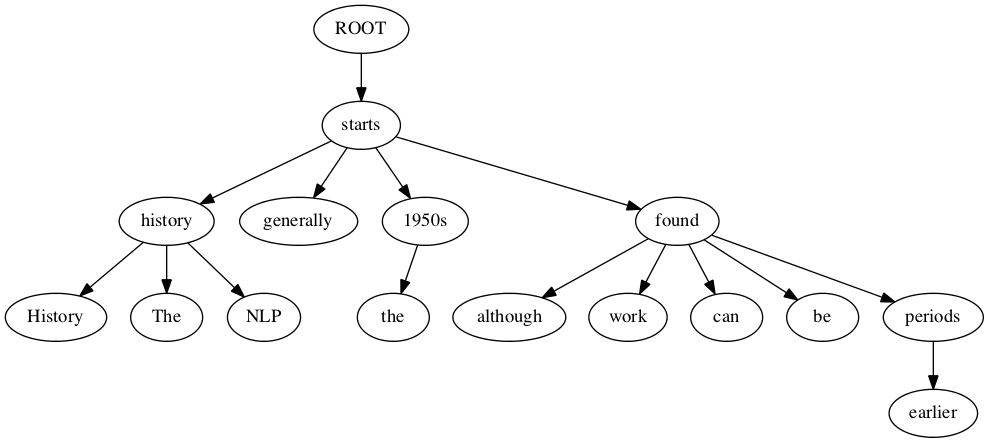 ROOT
starts
history generally 1950s found
History The NLP the although work can be periods
earlier